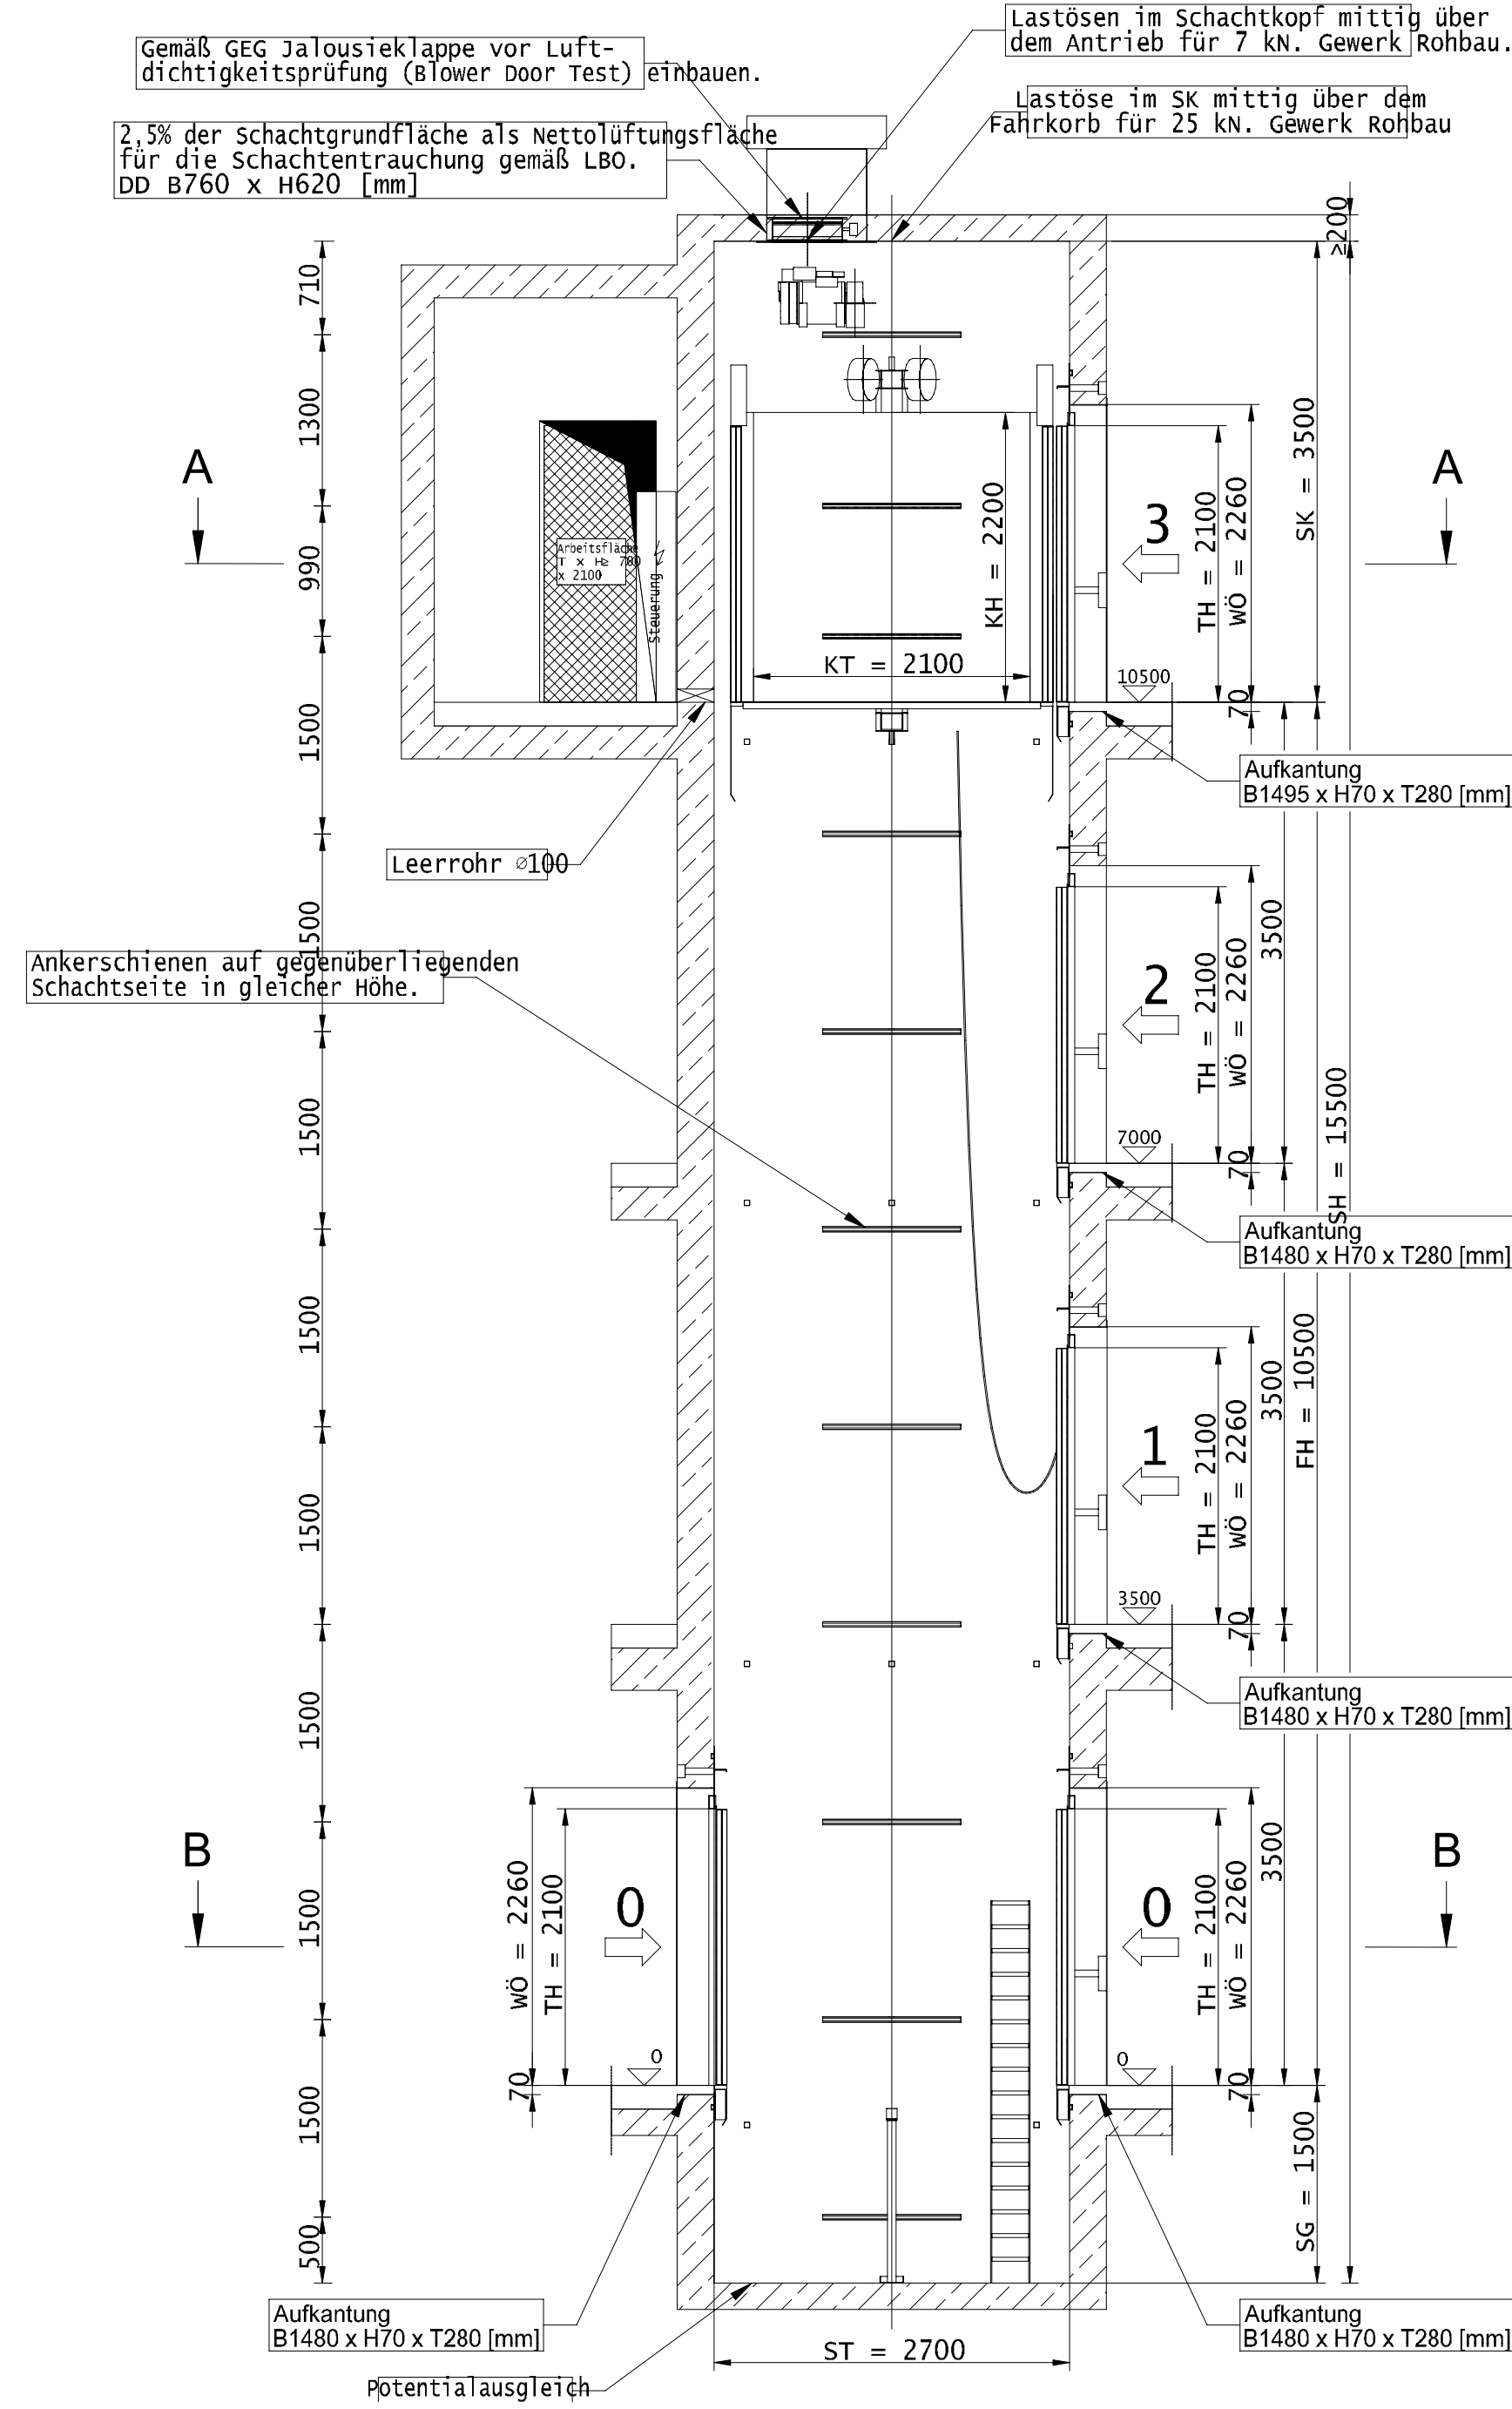 Lastösen im Schachtkopf mittig über
dem Antrieb für 7 kN. Gewerk Rohbau.
Gemäß GEG Jalousieklappe vor Luft-
dichtigkeitsprüfung (Blower Door Test) einbauen.
Lastöse im SK mittig über dem
Fahrkorb für 25 kN. Gewerk Rohbau
2,5% der Schachtgrundfläche als Nettolüftungsfläche
für die Schachtentrauchung gemäß LBO.
DD B760 x H620 [mm]
≥200
710
1300
990
1500
1500
1500
1500
1500
1500
1500
1500
1500
500
A
A
Arbeitsfläche
T x H≥ 700
x 2100
Steuerung
KH = 2200
KT = 2100
3
TH = 2100
WÖ = 2260
SK = 3500
10500
70
Aufkantung
B1495 x H70 x T280 [mm]
Leerrohr ∅100
Ankerschienen auf gegenüberliegenden
Schachtseite in gleicher Höhe.
2
TH = 2100
WÖ = 2260
3500
7000
70
SH = 15500
Aufkantung
B1480 x H70 x T280 [mm]
1
TH = 2100
WÖ = 2260
3500
FH = 10500
3500
70
Aufkantung
B1480 x H70 x T280 [mm]
B
B
WÖ = 2260
TH = 2100
0
0
TH = 2100
WÖ = 2260
3500
0
70
0
70
SG = 1500
Aufkantung
B1480 x H70 x T280 [mm]
Aufkantung
B1480 x H70 x T280 [mm]
ST = 2700
Potentialausgleich